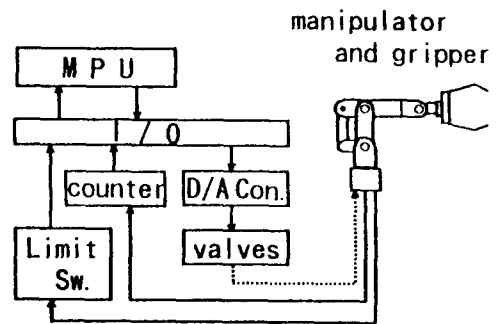 manipulator
and gripper
M P U
I / O
counter
D/A Con.
Limit
Sw.
valves